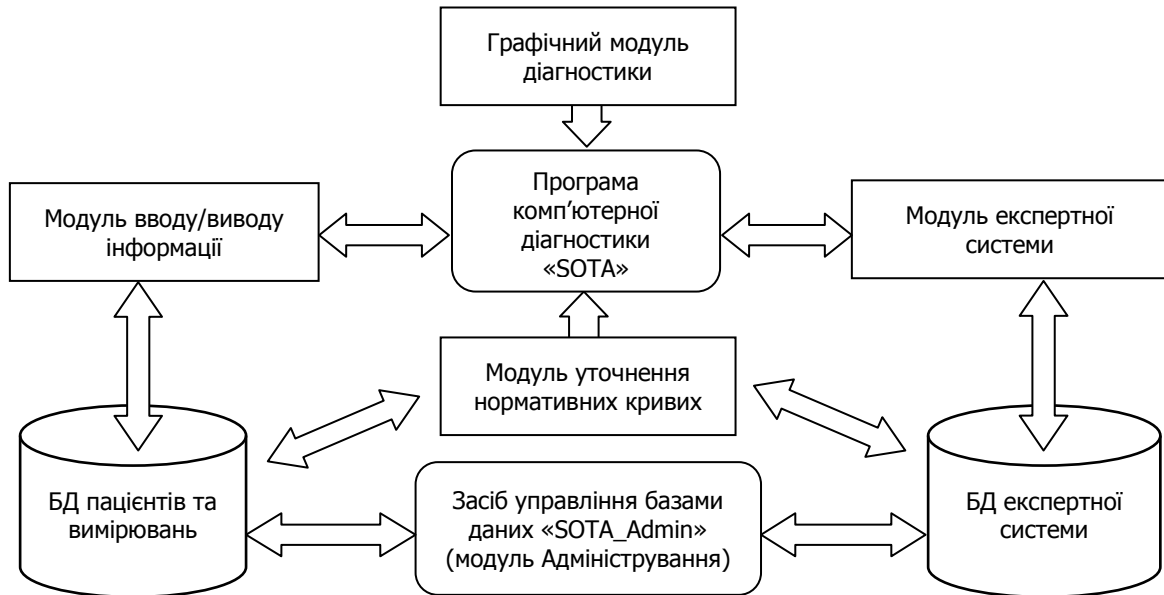 Графічний модуль
діагностики
Модуль вводу/виводу
інформації
Програма
комп’ютерної
діагностики
«SOTA»
Модуль експертної
системи
Модуль уточнення
нормативних кривих
БД пацієнтів та
вимірювань
Засіб управління базами
даних «SOTA_Admin»
(модуль Адміністрування)
БД експертної
системи